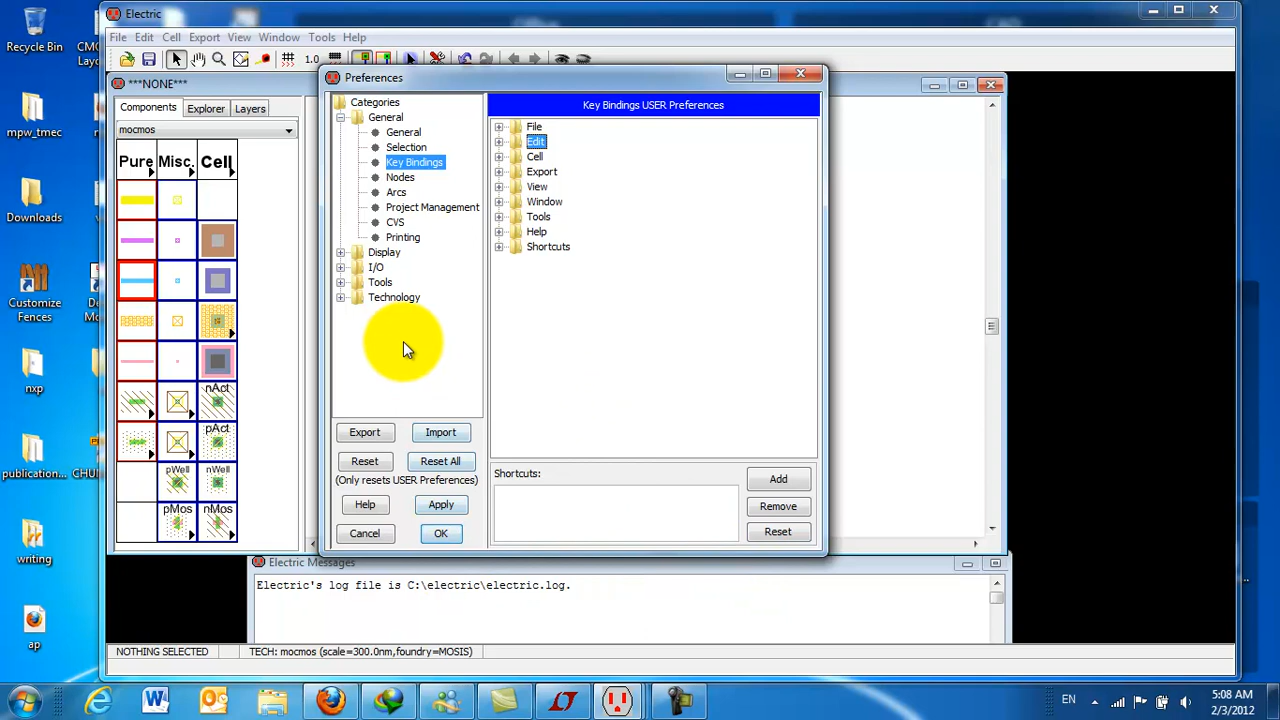 Electric
File Edit Cell Export View Window Tools Help
1.0
***NONE***
Components Explorer Layers
mocmos
Pure Misc. Cell
nAct
pAct
pWell nWell
pMos nMos
Preferences
Categories
General
General
Selection
Key Bindings
Nodes
Arcs
Project Management
CVS
Printing
Display
I/O
Tools
Technology
Export Import
Reset Reset All
(Only resets USER Preferences)
Help Apply
Cancel OK
Key Bindings USER Preferences
File
Edit
Cell
Export
View
Window
Tools
Help
Shortcuts
Shortcuts:
Add
Remove
Reset
Electric Messages
Electric's log file is C:\electric\electric.log.
NOTHING SELECTED TECH: mocmos (scale=300.0nm,foundry=MOSIS)
Recycle Bin
mpw_tmec
Downloads
Customize
Fences
nxp
publication...
writing
ap
EN
5:08 AM
2/3/2012